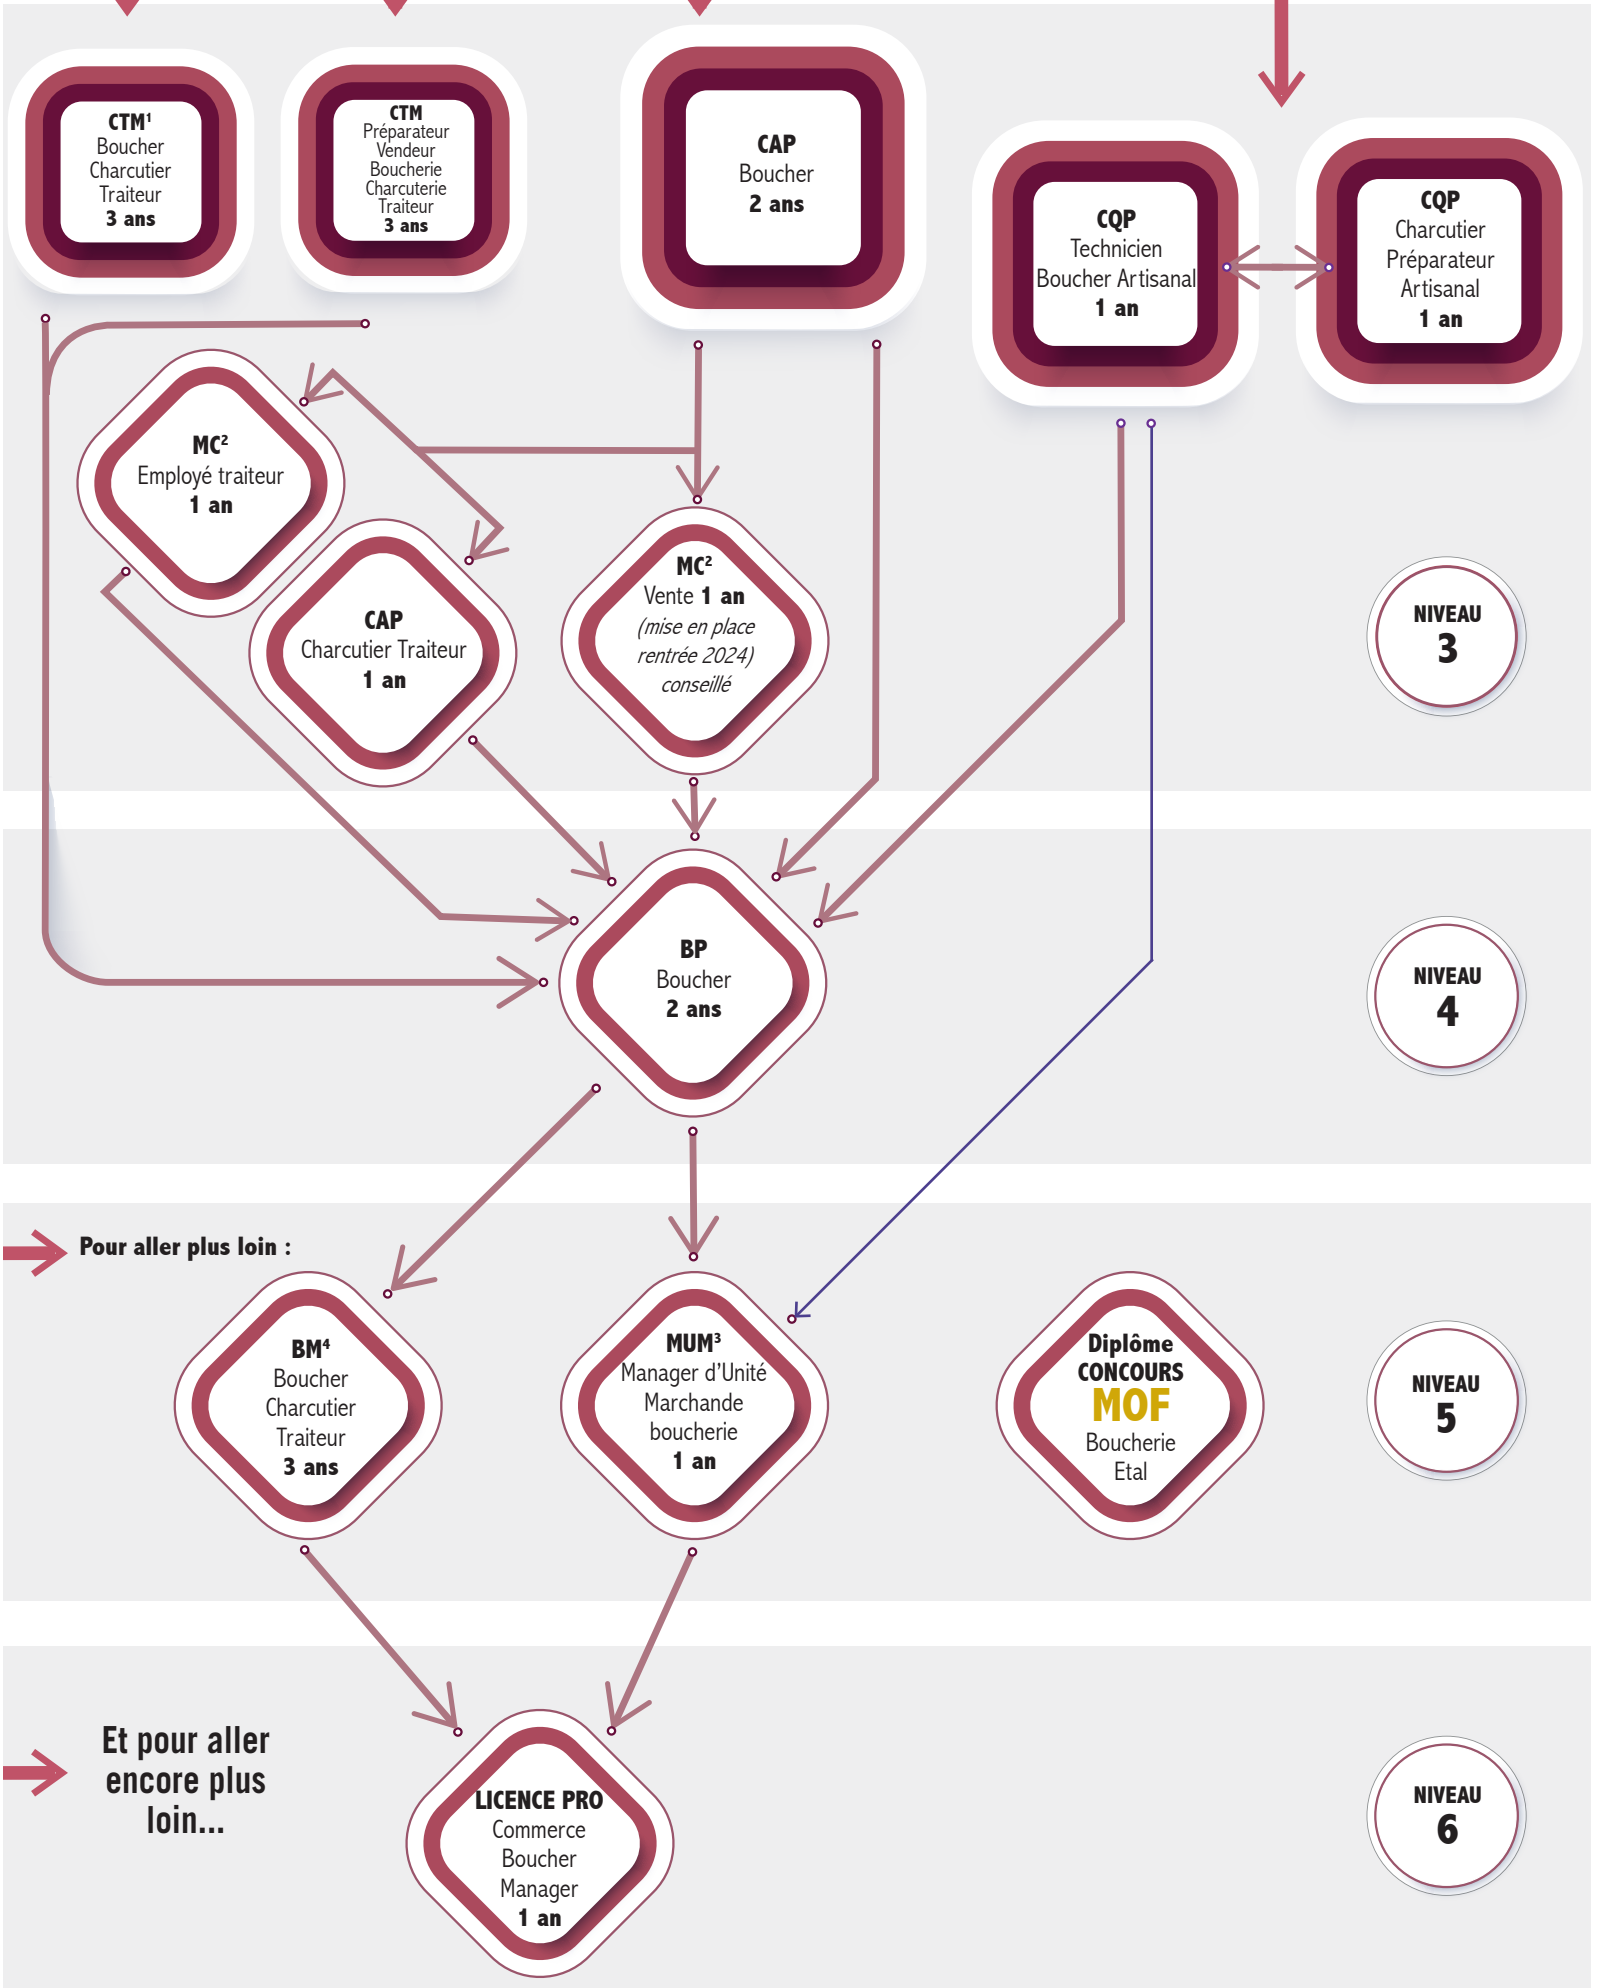 CTM¹
Boucher
Charcutier
Traiteur
3 ans
CTM
Préparateur
Vendeur
Boucherie
Charcuterie
Traiteur
3 ans
CAP
Boucher
2 ans
CQP
Technicien
Boucher Artisanal
1 an
CQP
Charcutier
Préparateur
Artisanal
1 an
MC²
Employé traiteur
1 an
CAP
Charcutier Traiteur
1 an
MC²
Vente 1 an
(mise en place
rentrée 2024)
conseillé
NIVEAU
3
BP
Boucher
2 ans
NIVEAU
4
Pour aller plus loin :
BM⁴
Boucher
Charcutier
Traiteur
3 ans
MUM³
Manager d'Unité
Marchande
boucherie
1 an
Diplôme
CONCOURS
MOF
Boucherie
Etal
NIVEAU
5
Et pour aller
encore plus
loin...
LICENCE PRO
Commerce
Boucher
Manager
1 an
NIVEAU
6